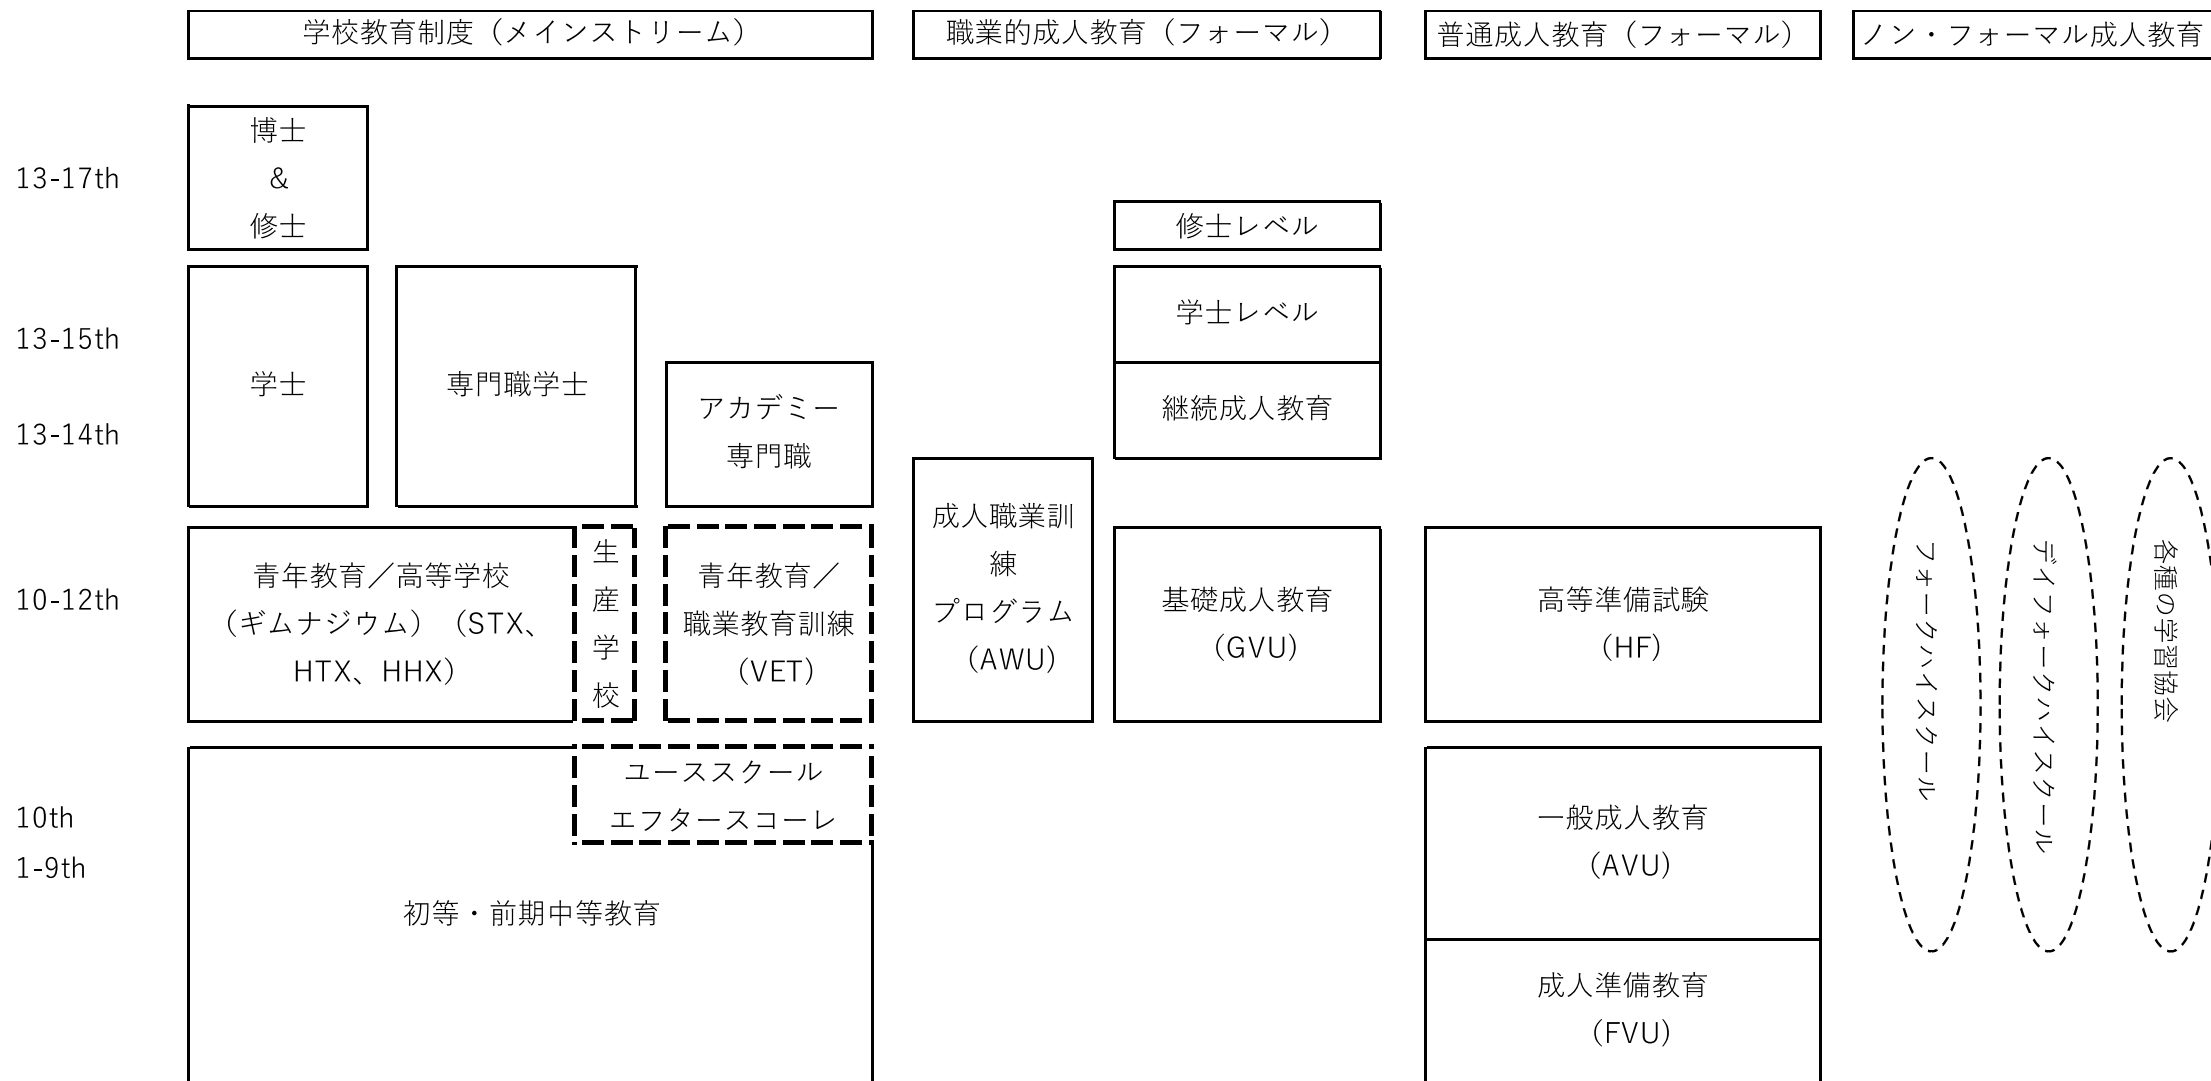 学校教育制度（メインストリーム）
職業的成人教育（フォーマル）
普通成人教育（フォーマル）
ノン・フォーマル成人教育
13-17th
博士
&
修士
修士レベル
13-15th
13-14th
学士
専門職学士
アカデミー
専門職
学士レベル
継続成人教育
10-12th
青年教育／高等学校
（ギムナジウム）（STX、
HTX、HHX）
生
産
学
校
青年教育／
職業教育訓練
（VET）
成人職業訓
練
プログラム
（AWU）
基礎成人教育
（GVU）
高等準備試験
（HF）
フォークハイスクール
デイフォークハイスクール
各種の学習協会
10th
1-9th
ユーススクール
エフタースコーレ
初等・前期中等教育
一般成人教育
（AVU）
成人準備教育
（FVU）